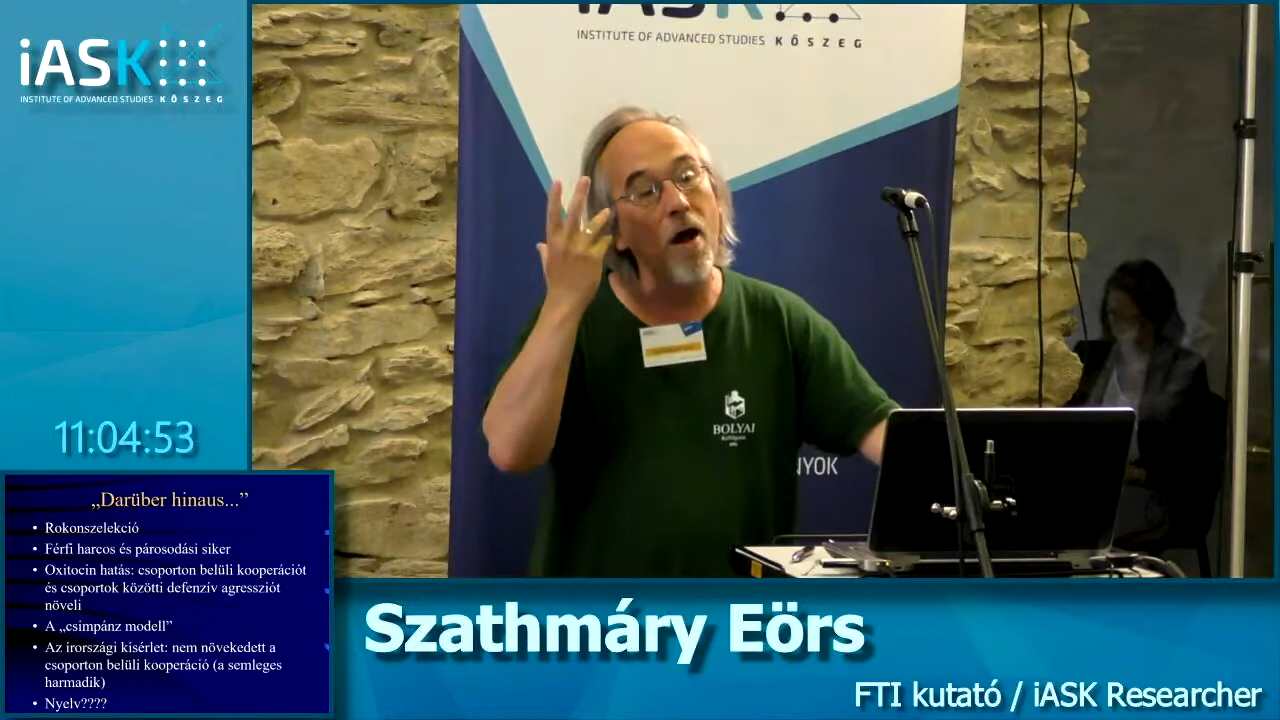 iASK
INSTITUTE OF ADVANCED STUDIES KŐSZEG
iASK
INSTITUTE OF ADVANCED STUDIES KŐSZEG
BOLYAI
NYOK
11:04:53
„Darüber hinaus...”
• Rokonszelekció
• Férfi harcos és párosodási siker
• Oxitocin hatás: csoporton belüli kooperációt
és csoportok közötti defenzív agressziót
növeli
• A „csimpánz modell”
• Az írországi kísérlet: nem növekedett a
csoporton belüli kooperáció (a semleges
harmadik)
• Nyelv????
Szathmáry Eörs
FTI kutató / iASK Researcher